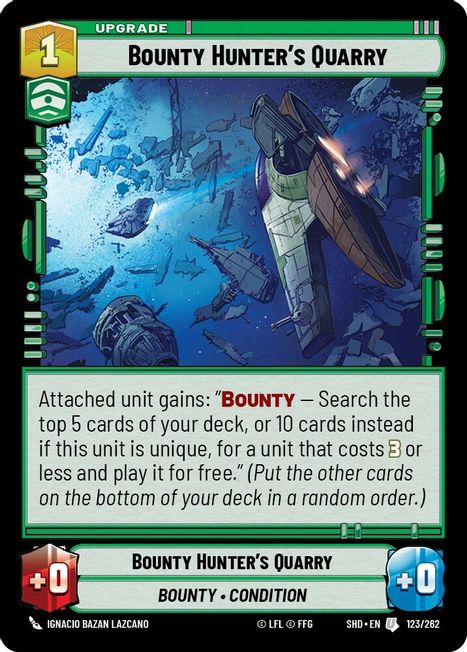 UPGRADE
1
BOUNTY HUNTER'S QUARRY
Attached unit gains: "BOUNTY — Search the
top 5 cards of your deck, or 10 cards instead
if this unit is unique, for a unit that costs 3 or
less and play it for free." (Put the other cards
on the bottom of your deck in a random order.)
+0
BOUNTY HUNTER'S QUARRY
BOUNTY • CONDITION
+0
IGNACIO BAZAN LAZCANO
© LFL © FFG
SHD • EN
U
123/262